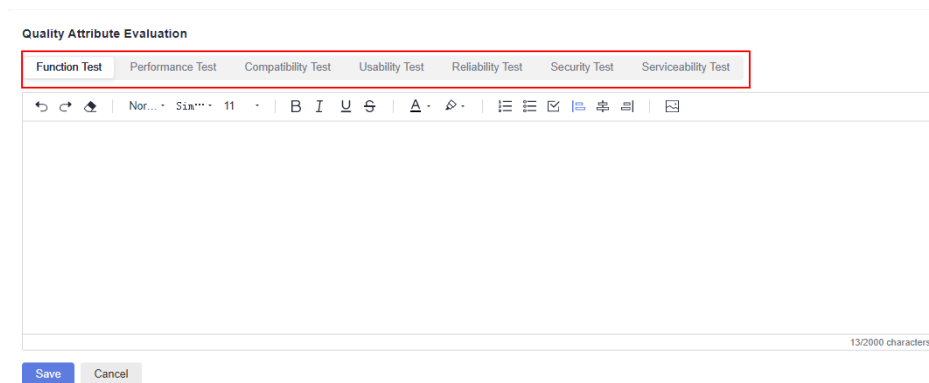 Quality Attribute Evaluation
Function Test Performance Test Compatibility Test Usability Test Reliability Test Security Test Serviceability Test
Nor... Sim... 11 B I U S A
13/2000 characters
Save Cancel